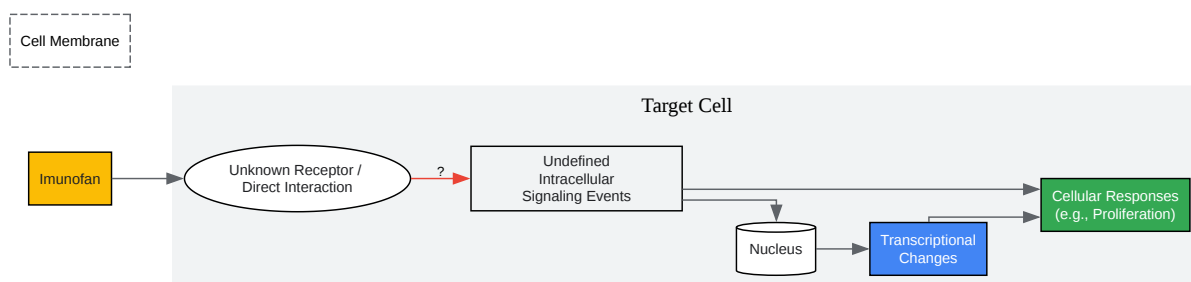 Cell Membrane
Target Cell
Imunofan
Unknown Receptor /
Direct Interaction
?
Undefined
Intracellular
Signaling Events
Nucleus
Transcriptional
Changes
Cellular Responses
(e.g., Proliferation)